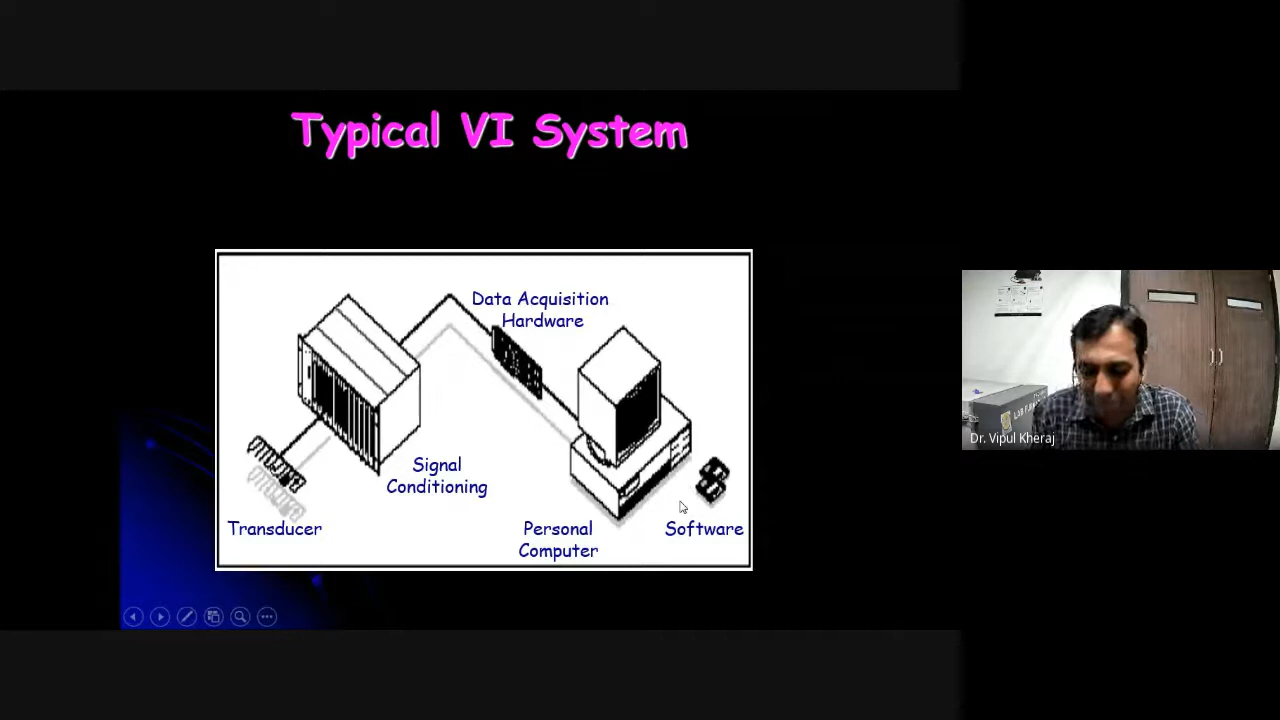 Typical VI System
Data Acquisition
Hardware
Signal
Conditioning
Transducer
Personal
Computer
Software
Dr. Vipul Kheraj